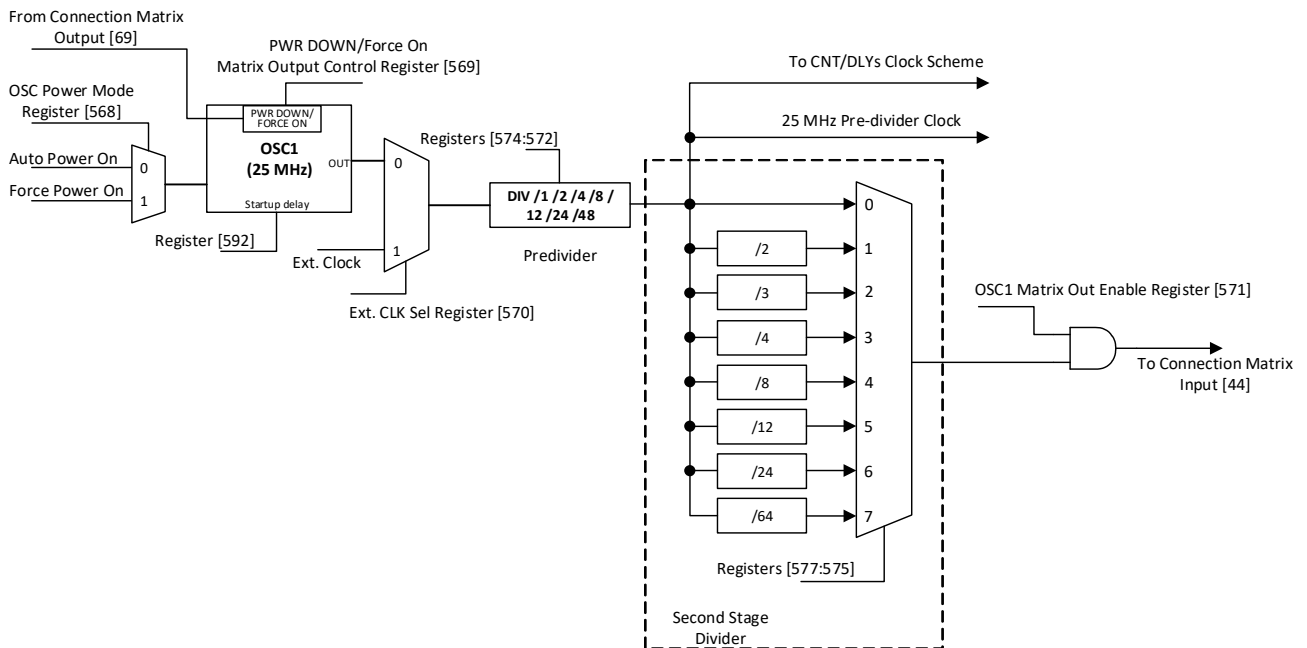 From Connection Matrix
Output [69]
PWR DOWN/Force On
Matrix Output Control Register [569]
OSC Power Mode
Register [568]
Auto Power On
Force Power On
0
1
PWR DOWN/
FORCE ON
OSC1
(25 MHz)
OUT
Startup delay
Register [592]
0
1
Ext. Clock
Ext. CLK Sel Register [570]
Registers [574:572]
DIV /1 /2 /4 /8 /
12 /24 /48
Predivider
To CNT/DLYs Clock Scheme
25 MHz Pre-divider Clock
0
/2
1
/3
2
/4
3
/8
4
/12
5
/24
6
/64
7
Registers [577:575]
Second Stage
Divider
OSC1 Matrix Out Enable Register [571]
To Connection Matrix
Input [44]